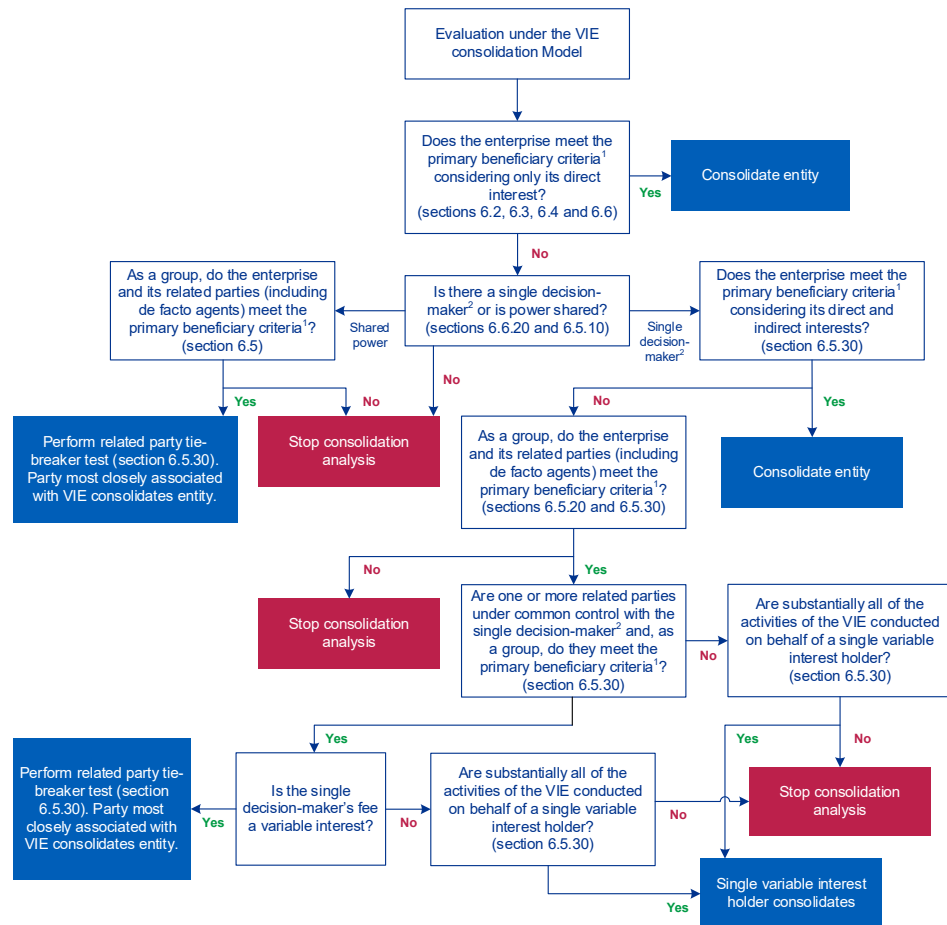 Evaluation under the VIE
consolidation Model
Does the enterprise meet the
primary beneficiary criteria¹
considering only its direct
interest?
(sections 6.2, 6.3, 6.4 and 6.6)
Yes
Consolidate entity
No
As a group, do the enterprise
and its related parties (including
de facto agents) meet the
primary beneficiary criteria¹?
(section 6.5)
Shared
power
Is there a single decision-
maker² or is power shared?
(sections 6.6.20 and 6.5.10)
Single
decision-
maker²
Does the enterprise meet the
primary beneficiary criteria¹
considering its direct and
indirect interests?
(section 6.5.30)
Yes
No
No
No
Yes
Perform related party tie-
breaker test (section 6.5.30).
Party most closely associated
with VIE consolidates entity.
Stop consolidation
analysis
As a group, do the enterprise
and its related parties (including
de facto agents) meet the
primary beneficiary criteria¹?
(sections 6.5.20 and 6.5.30)
Consolidate entity
No
Yes
Stop consolidation
analysis
Are one or more related parties
under common control with the
single decision-maker² and, as
a group, do they meet the
primary beneficiary criteria¹?
(section 6.5.30)
No
Are substantially all of the
activities of the VIE conducted
on behalf of a single variable
interest holder?
(section 6.5.30)
Yes
Yes
No
Perform related party tie-
breaker test (section
6.5.30). Party most
closely associated with
VIE consolidates entity.
Yes
Is the single
decision-maker's fee
a variable interest?
No
Are substantially all of the
activities of the VIE conducted
on behalf of a single variable
interest holder?
(section 6.5.30)
No
Stop consolidation
analysis
Yes
Single variable interest
holder consolidates